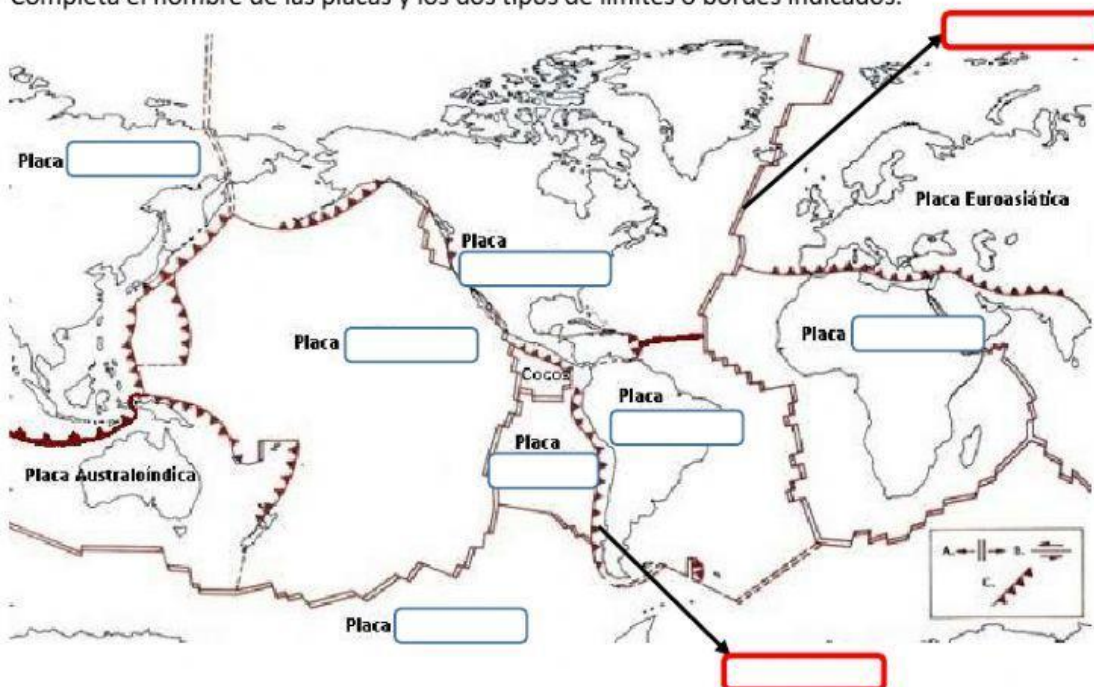 Completa el nombre de las placas y los dos tipos de límites o bordes indicados.
Placa
Placa Euroasiática
Placa
Placa
Placa
Cocos
Placa
Placa
Placa Australoíndica
A.
B.
C.
Placa